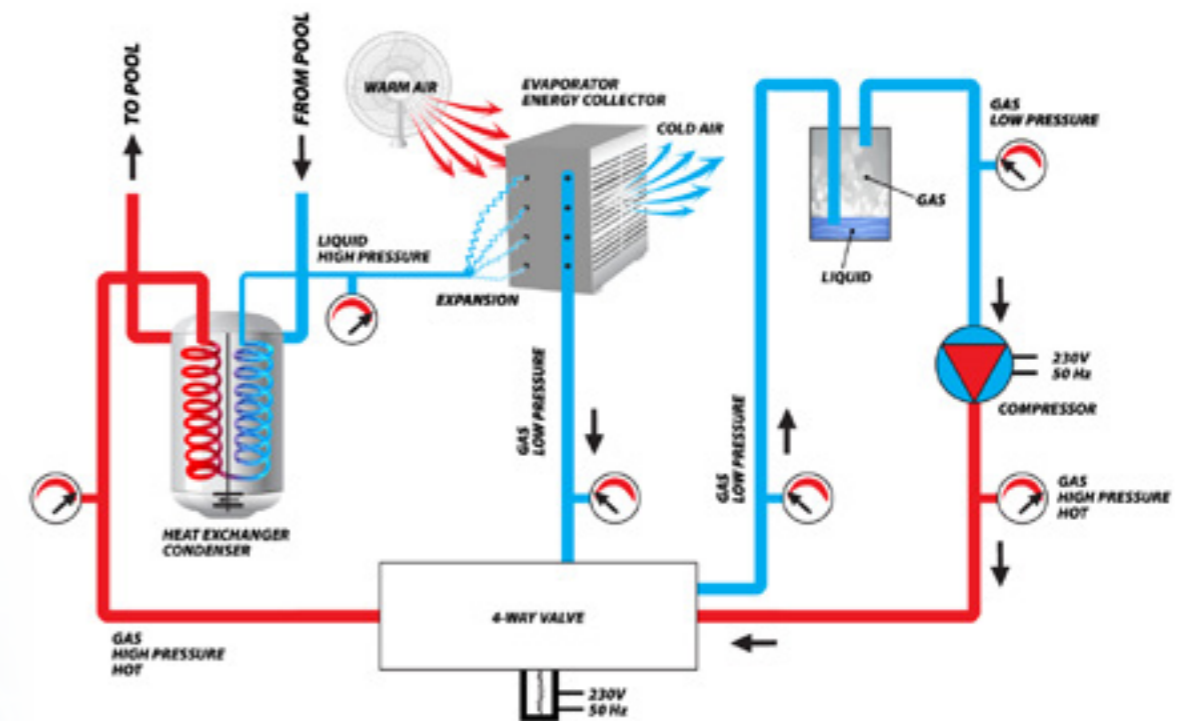 TO POOL
FROM POOL
WARM AIR
EVAPORATOR
ENERGY COLLECTOR
COLD AIR
GAS
LOW PRESSURE
GAS
LIQUID
LIQUID
HIGH PRESSURE
EXPANSION
230V
50 Hz
COMPRESSOR
GAS
LOW PRESSURE
GAS
LOW PRESSURE
GAS
HIGH PRESSURE
HOT
HEAT EXCHANGER
CONDENSER
4-WAY VALVE
GAS
HIGH PRESSURE
HOT
230V
50 Hz